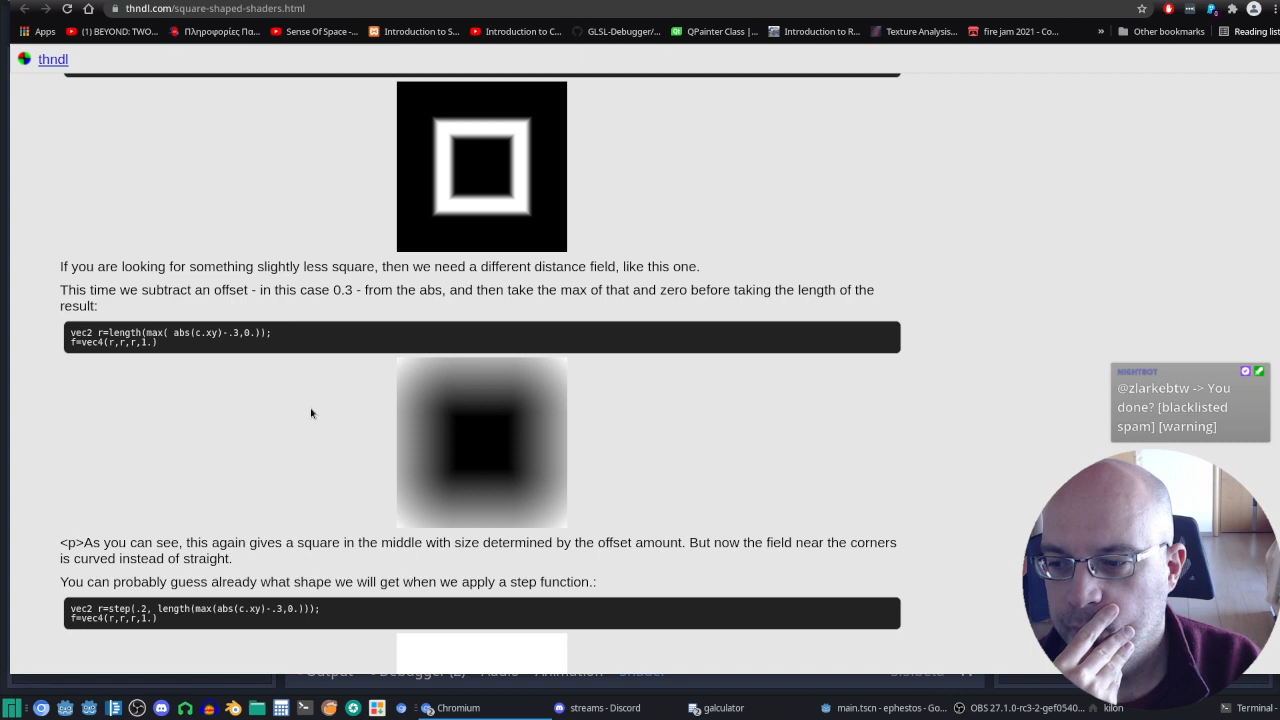 thndl.com/square-shaped-shaders.html
Apps
(1) BEYOND: TWO...
Πληροφορίες Πα...
Sense Of Space -...
Introduction to S...
Introduction to C...
GLSL-Debugger/...
QPainter Class |...
Introduction to R...
Texture Analysis...
fire jam 2021 - Co...
»
Other bookmarks
Reading list
thndl
If you are looking for something slightly less square, then we need a different distance field, like this one.
This time we subtract an offset - in this case 0.3 - from the abs, and then take the max of that and zero before taking the length of the
result:
vec2 r=length(max( abs(c.xy)-.3,0.));
f=vec4(r,r,r,1.)
NIGHTBOT
@zlarkebtw -> You
done? [blacklisted
spam] [warning]
<p>As you can see, this again gives a square in the middle with size determined by the offset amount. But now the field near the corners
is curved instead of straight.
You can probably guess already what shape we will get when we apply a step function.:
vec2 r=step(.2, length(max(abs(c.xy)-.3,0.)));
f=vec4(r,r,r,1.)
Chromium
streams - Discord
galculator
main.tscn - ephestos - Go...
OBS 27.1.0-rc3-2-gef0540...
kilon
Terminal -